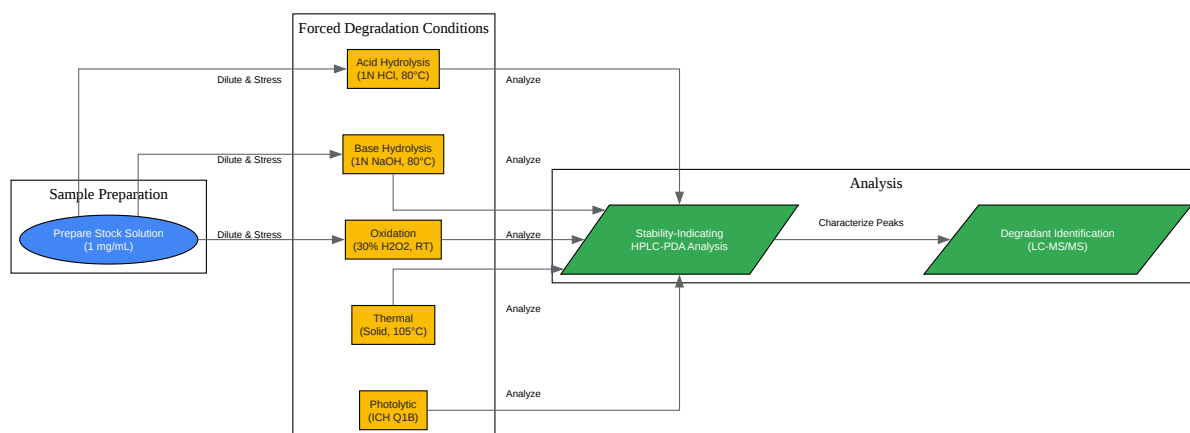 Forced Degradation Conditions
Acid Hydrolysis
(1N HCl, 80°C)
Dilute & Stress
Analyze
Base Hydrolysis
(1N NaOH, 80°C)
Dilute & Stress
Analyze
Sample Preparation
Analysis
Prepare Stock Solution
(1 mg/mL)
Dilute & Stress
Oxidation
(30% H2O2, RT)
Analyze
Stability-Indicating
HPLC-PDA Analysis
Characterize Peaks
Degradant Identification
(LC-MS/MS)
Thermal
(Solid, 105°C)
Analyze
Photolytic
(ICH Q1B)
Analyze